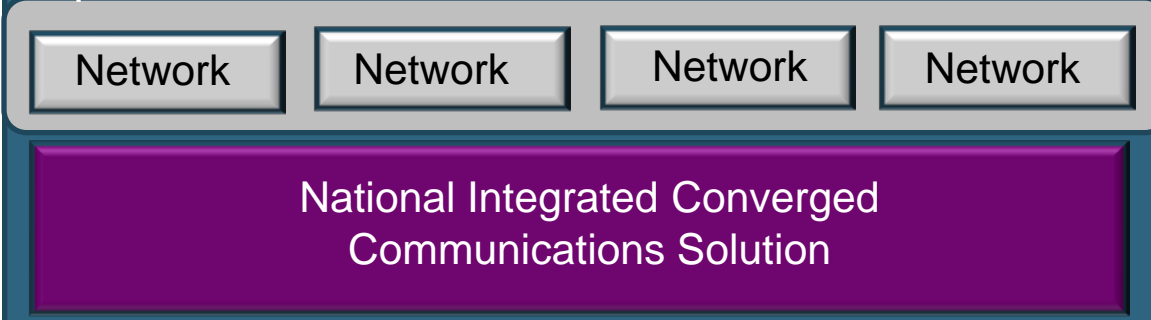 Network Network Network Network
National Integrated Converged
Communications Solution